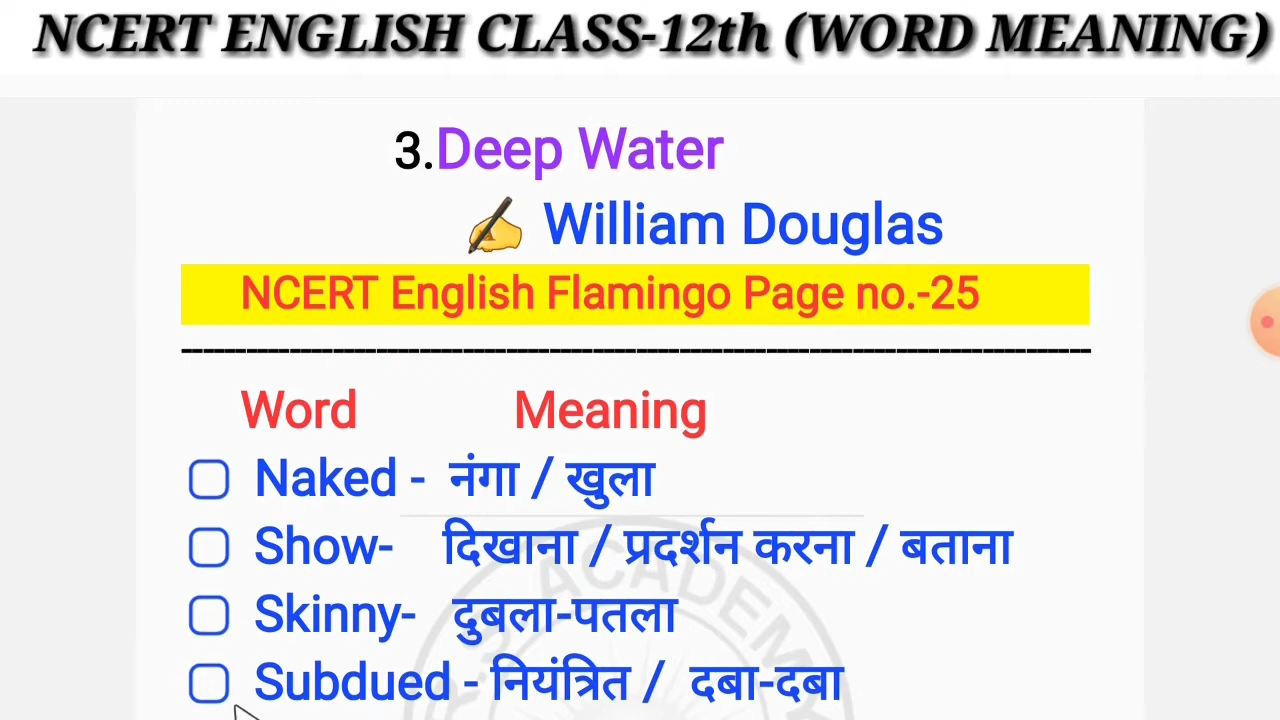 NCERT ENGLISH CLASS-12th (WORD MEANING)
3.Deep Water
✍ William Douglas
NCERT English Flamingo Page no.-25
Word Meaning
Naked - नंगा / खुला
Show- दिखाना / प्रदर्शन करना / बताना
Skinny- दुबला-पतला
Subdued - नियंत्रित / दबा-दबा
ACADEMY